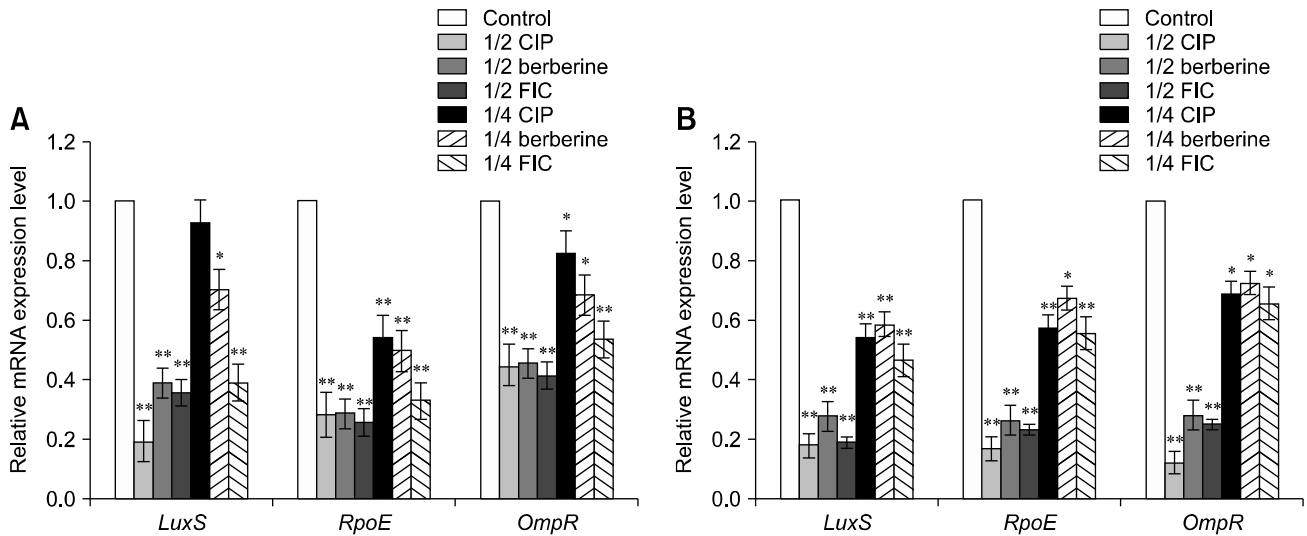 Control
1/2 CIP
1/2 berberine
1/2 FIC
1/4 CIP
1/4 berberine
1/4 FIC
A
Relative mRNA expression level
1.2
1.0
0.8
0.6
0.4
0.2
0.0
** ** ** * **
** ** ** ** ** **
** ** ** * * **
LuxS RpoE OmpR
Control
1/2 CIP
1/2 berberine
1/2 FIC
1/4 CIP
1/4 berberine
1/4 FIC
B
Relative mRNA expression level
1.2
1.0
0.8
0.6
0.4
0.2
0.0
** ** ** ** ** **
** ** ** ** * **
** ** ** * * *
LuxS RpoE OmpR